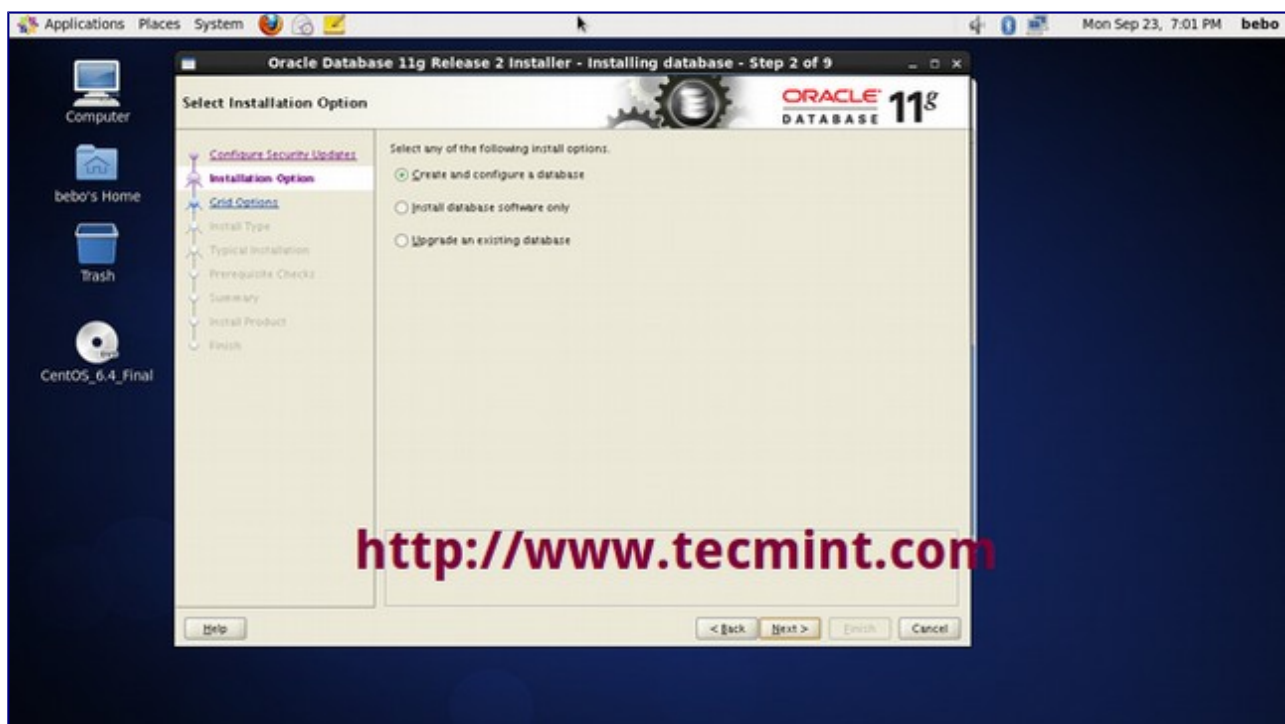 Applications Places System
Mon Sep 23, 7:01 PM bebo
Computer
bebo's Home
Trash
CentOS_6.4_Final
Oracle Database 11g Release 2 Installer - Installing database - Step 2 of 9
Select Installation Option
ORACLE
DATABASE
11g
Configure Security Updates
Installation Option
Grid Options
Install Type
Typical Installation
Prerequisite Checks
Summary
Install Product
Finish
Select any of the following install options.
Create and configure a database
Install database software only
Upgrade an existing database
http://www.tecmint.com
Help
< Back
Next >
Finish
Cancel